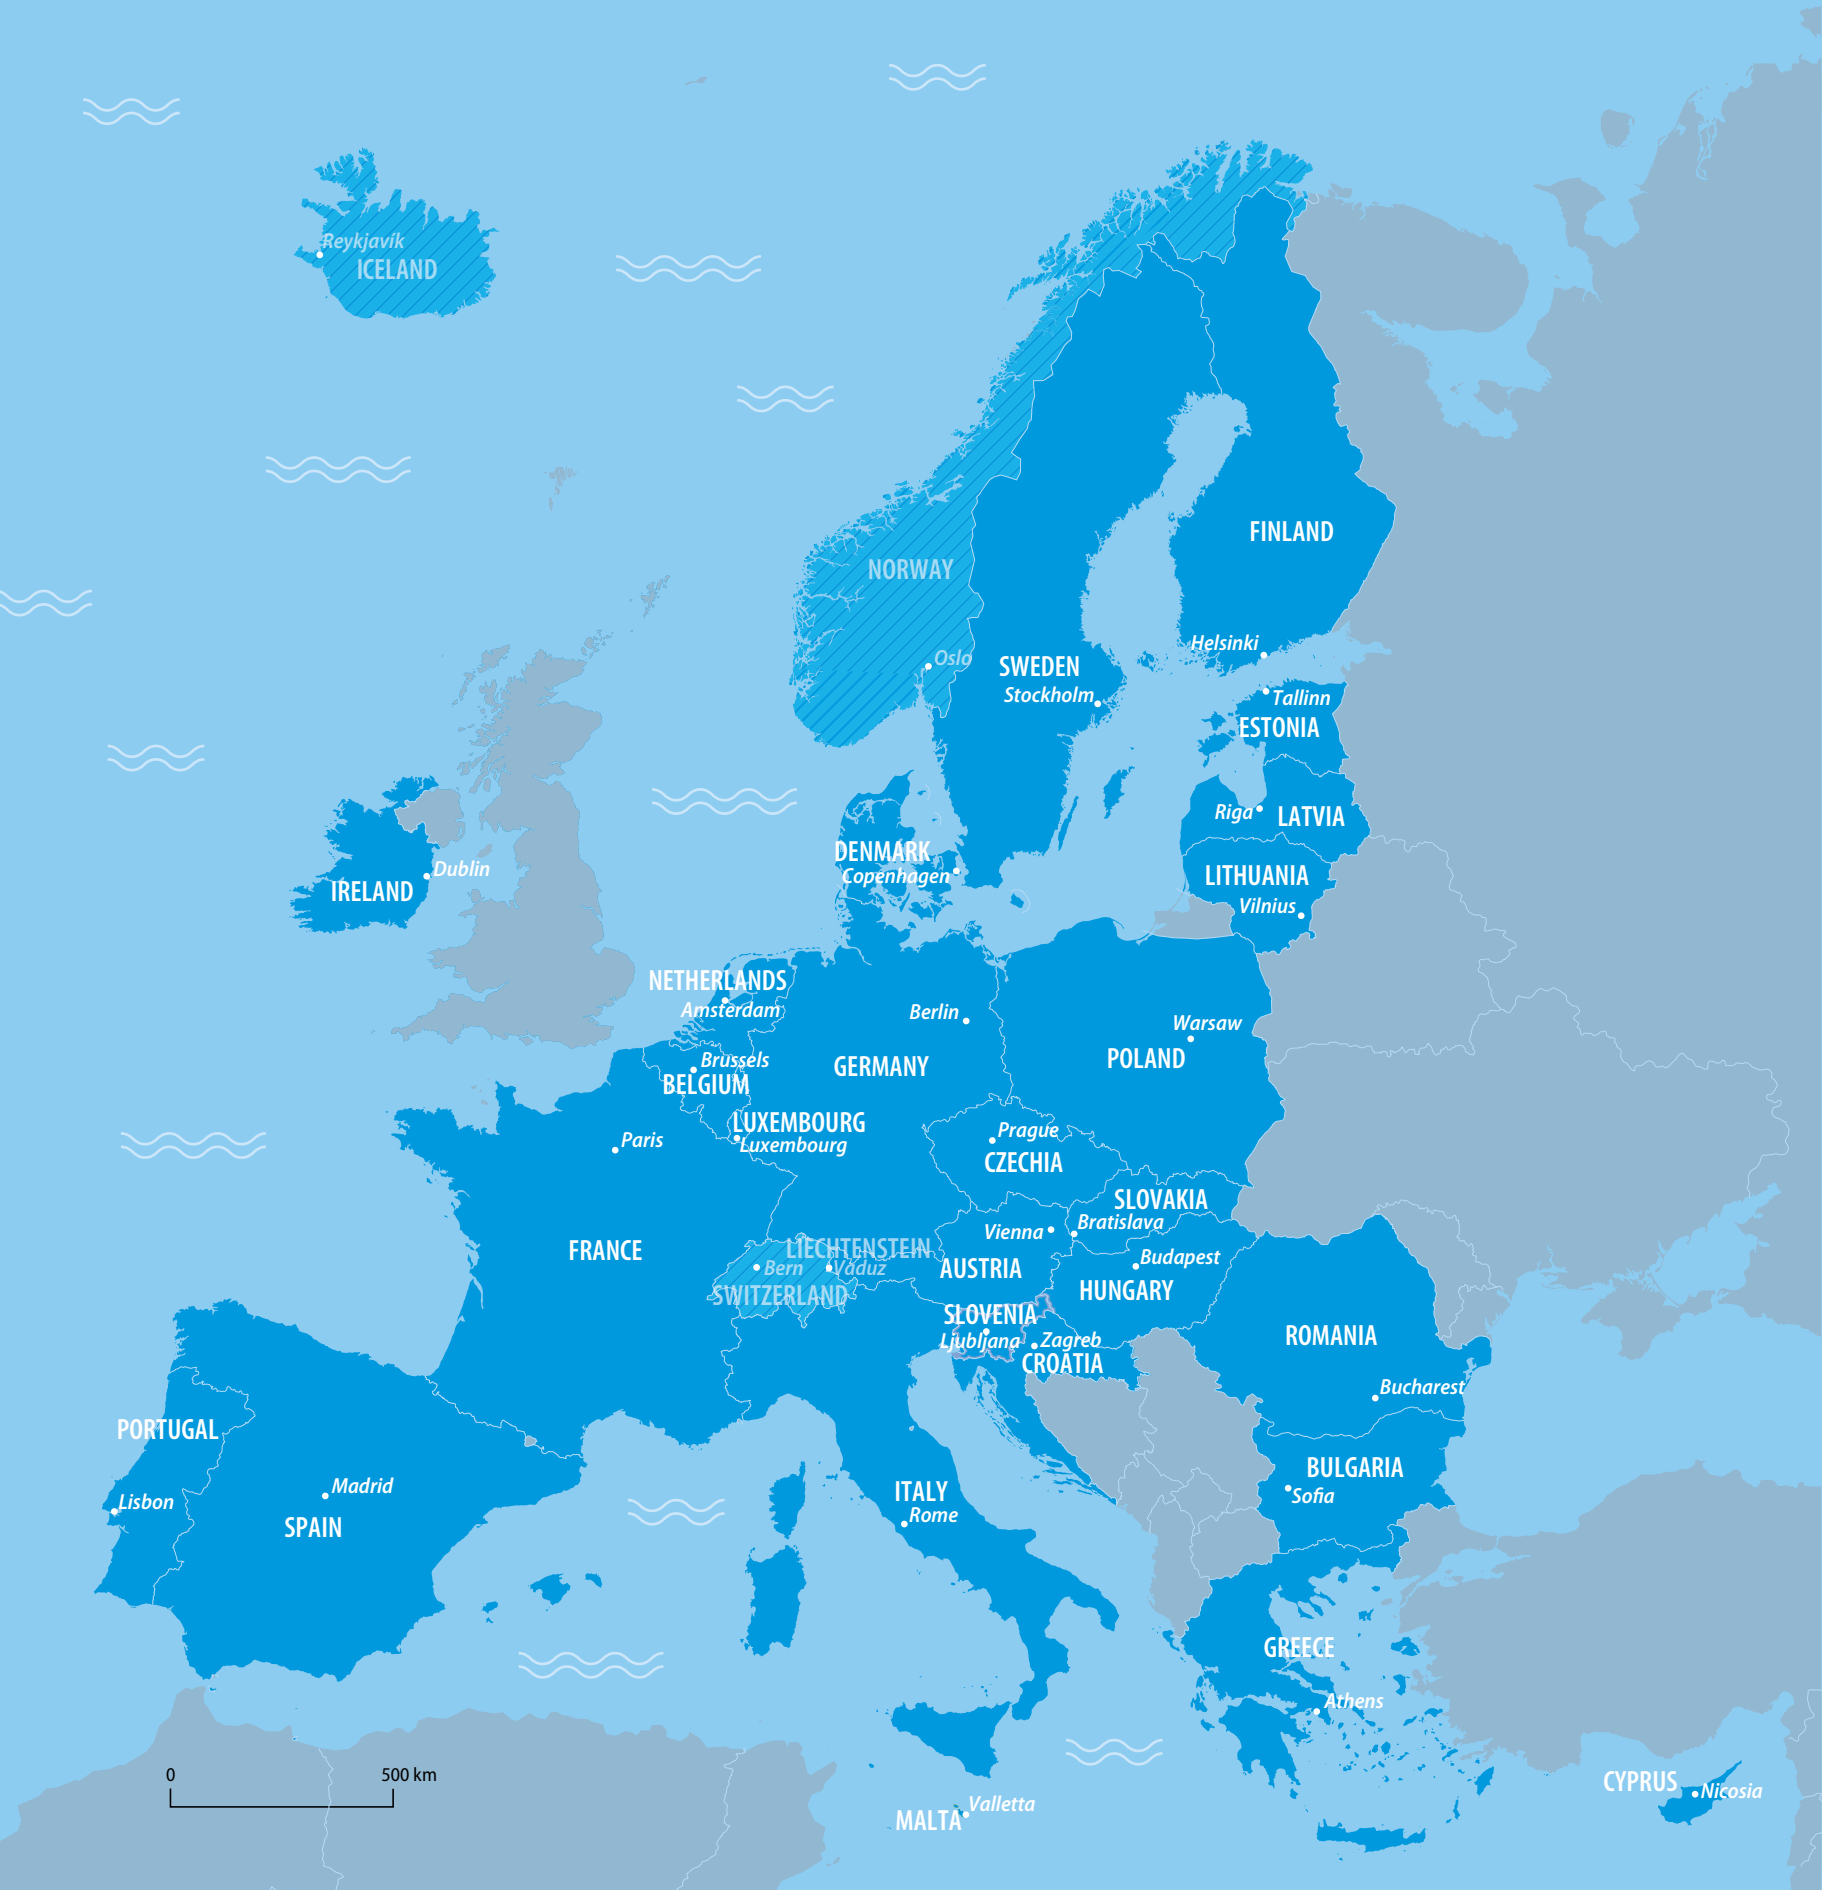 Reykjavík
ICELAND
FINLAND
NORWAY
Helsinki
Oslo
SWEDEN
Stockholm
Tallinn
ESTONIA
Riga
LATVIA
DENMARK
Copenhagen
Dublin
IRELAND
LITHUANIA
Vilnius
NETHERLANDS
Amsterdam
Berlin
Warsaw
POLAND
Brussels
BELGIUM
GERMANY
LUXEMBOURG
Luxembourg
Paris
Prague
CZECHIA
SLOVAKIA
Bratislava
Vienna
FRANCE
LIECHTENSTEIN
Bern
Vaduz
AUSTRIA
Budapest
HUNGARY
SWITZERLAND
SLOVENIA
Ljubljana
Zagreb
CROATIA
ROMANIA
Bucharest
PORTUGAL
BULGARIA
Sofia
Madrid
Lisbon
SPAIN
ITALY
Rome
GREECE
Athens
0
500 km
CYPRUS
Nicosia
Valletta
MALTA